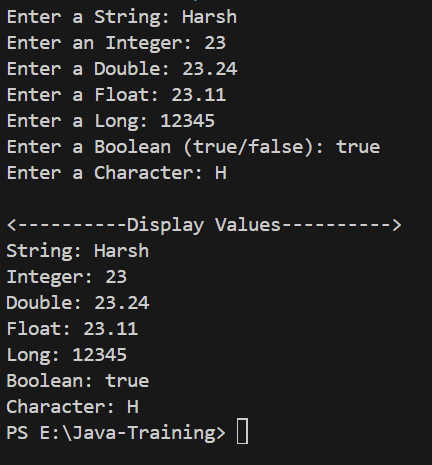 Enter a String: Harsh
Enter an Integer: 23
Enter a Double: 23.24
Enter a Float: 23.11
Enter a Long: 12345
Enter a Boolean (true/false): true
Enter a Character: H

<----------Display Values---------->
String: Harsh
Integer: 23
Double: 23.24
Float: 23.11
Long: 12345
Boolean: true
Character: H
PS E:\Java-Training>